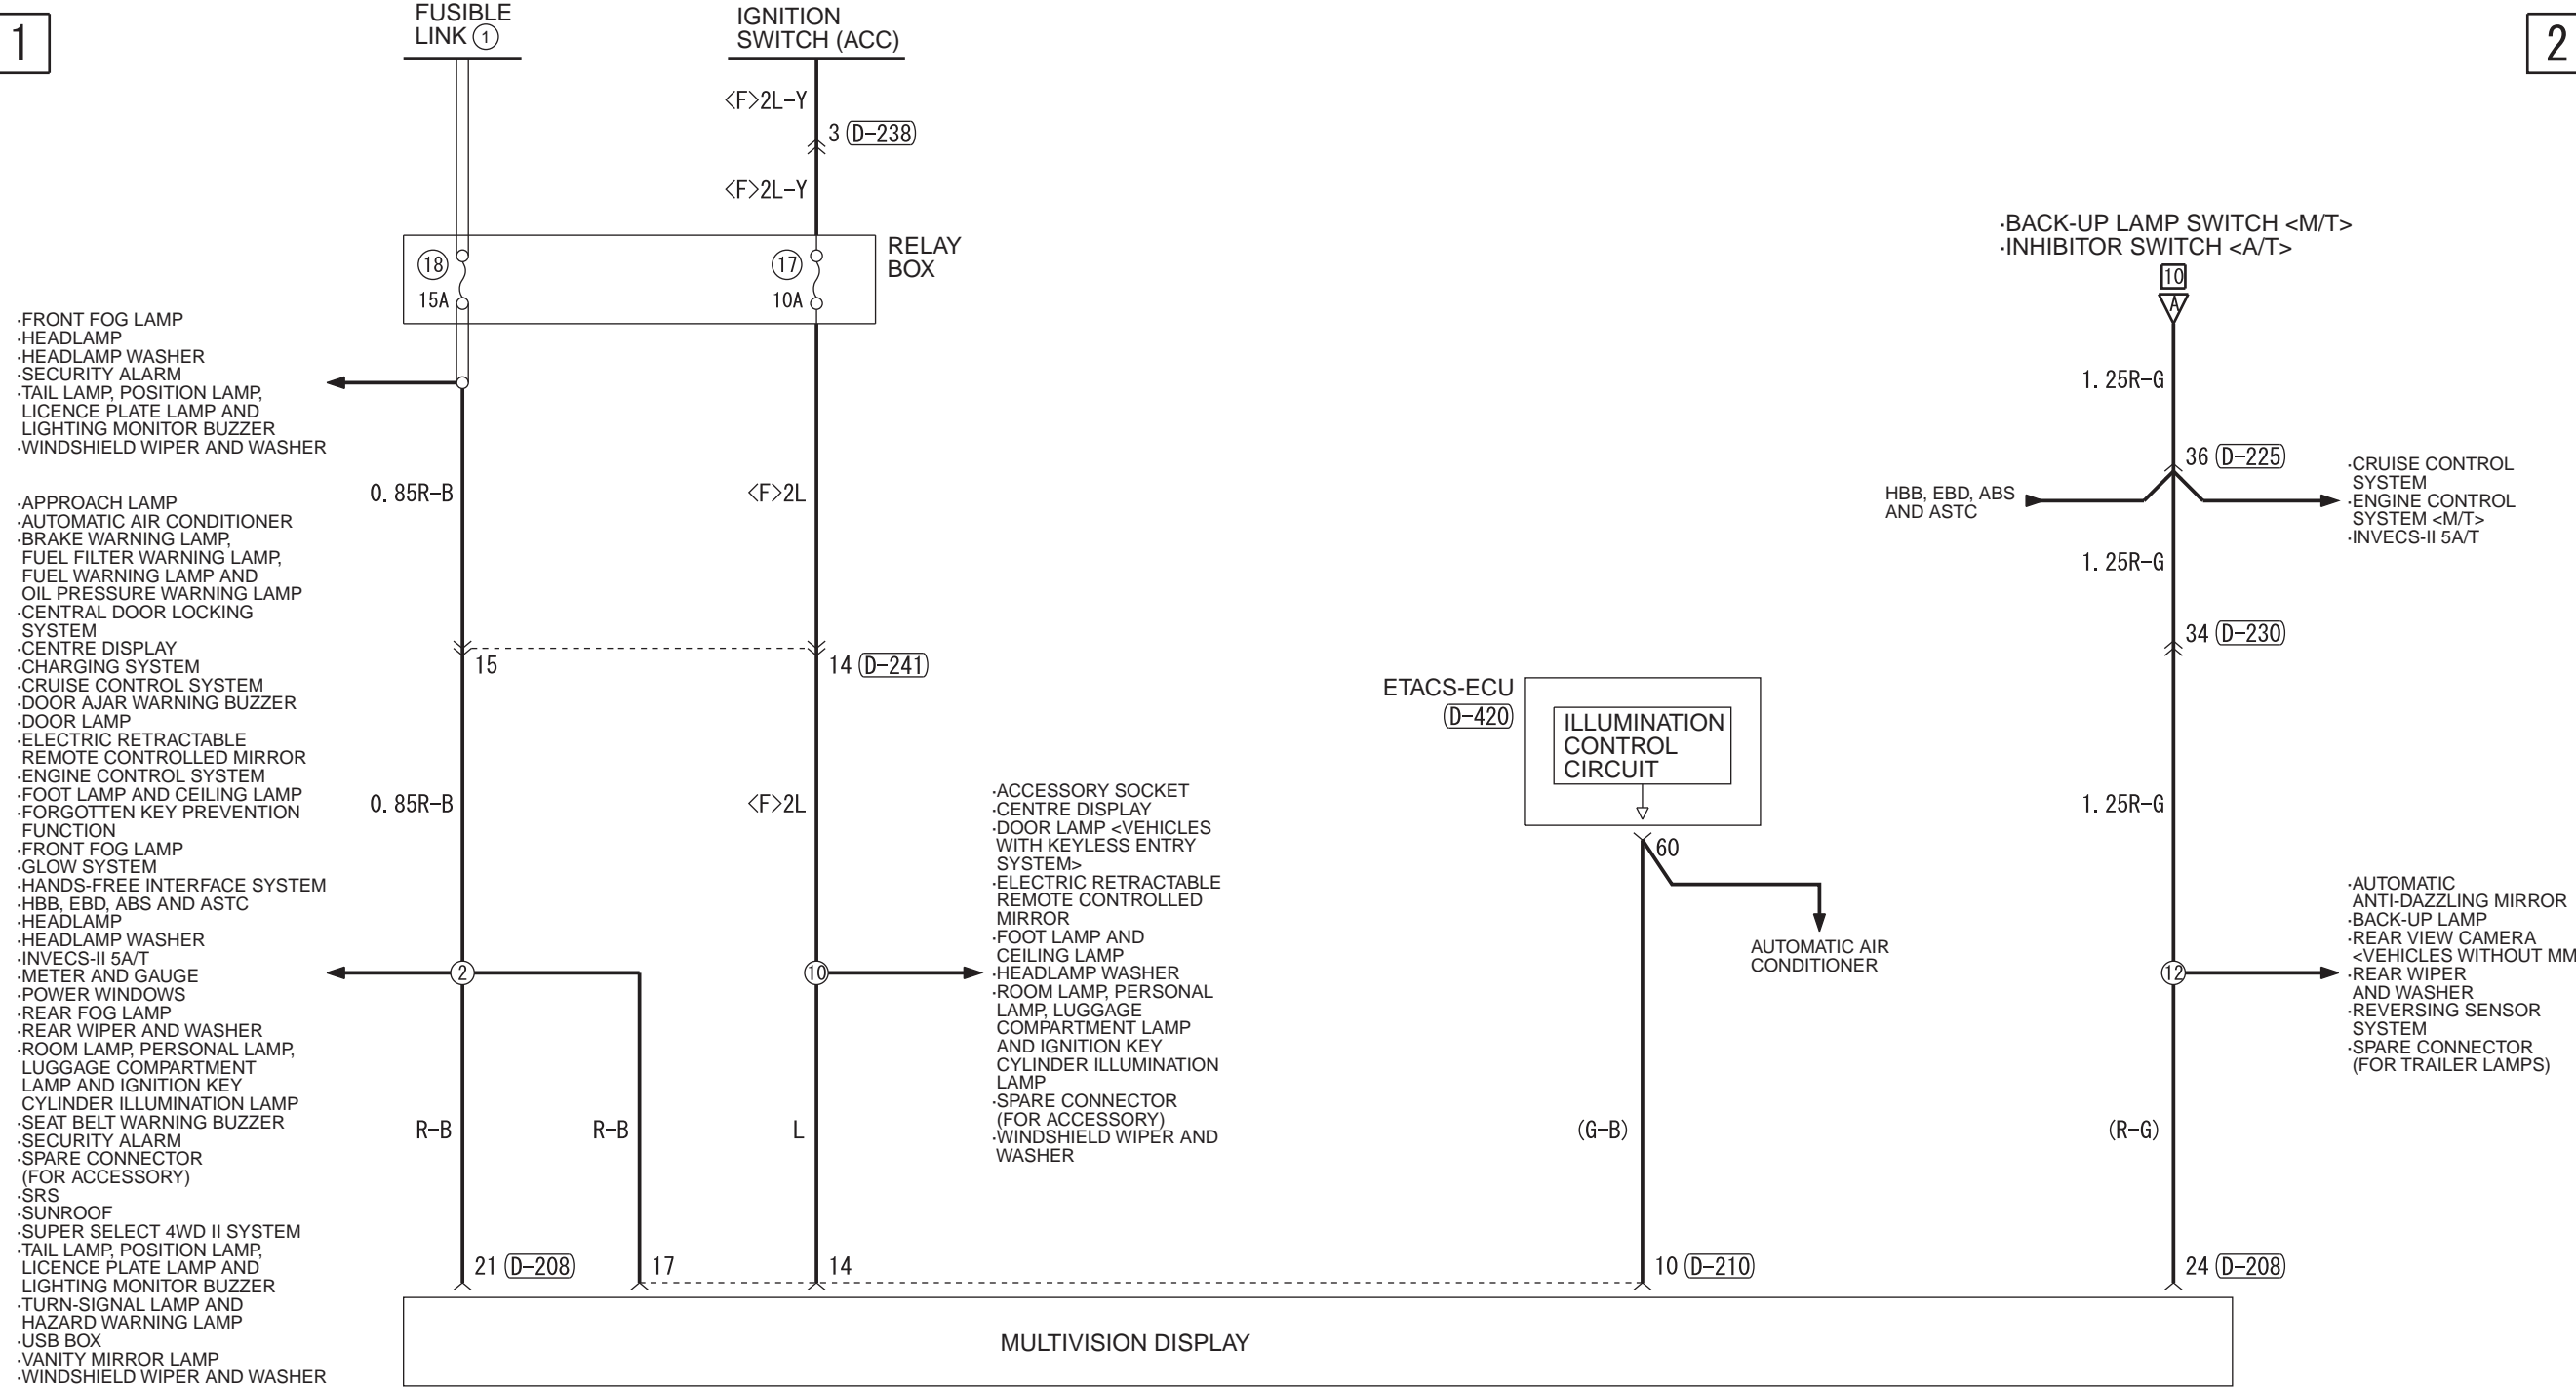 1
2
FUSIBLE
LINK 1
IGNITION
SWITCH (ACC)
<F>2L-Y
3 D-238
<F>2L-Y
RELAY
BOX
18
15A
17
10A
·BACK-UP LAMP SWITCH <M/T>
·INHIBITOR SWITCH <A/T>
10
A
·FRONT FOG LAMP
·HEADLAMP
·HEADLAMP WASHER
·SECURITY ALARM
·TAIL LAMP, POSITION LAMP,
LICENCE PLATE LAMP AND
LIGHTING MONITOR BUZZER
·WINDSHIELD WIPER AND WASHER
1.25R-G
36 D-225
HBB, EBD, ABS
AND ASTC
·CRUISE CONTROL
SYSTEM
·ENGINE CONTROL
SYSTEM <M/T>
·INVECS-II 5A/T
0.85R-B
<F>2L
1.25R-G
34 D-230
·APPROACH LAMP
·AUTOMATIC AIR CONDITIONER
·BRAKE WARNING LAMP,
FUEL FILTER WARNING LAMP,
FUEL WARNING LAMP AND
OIL PRESSURE WARNING LAMP
·CENTRAL DOOR LOCKING
SYSTEM
·CENTRE DISPLAY
·CHARGING SYSTEM
·CRUISE CONTROL SYSTEM
·DOOR AJAR WARNING BUZZER
·DOOR LAMP
·ELECTRIC RETRACTABLE
REMOTE CONTROLLED MIRROR
·ENGINE CONTROL SYSTEM
·FOOT LAMP AND CEILING LAMP
·FORGOTTEN KEY PREVENTION
FUNCTION
·FRONT FOG LAMP
·GLOW SYSTEM
·HANDS-FREE INTERFACE SYSTEM
·HBB, EBD, ABS AND ASTC
·HEADLAMP
·HEADLAMP WASHER
·INVECS-II 5A/T
·METER AND GAUGE
·POWER WINDOWS
·REAR FOG LAMP
·REAR WIPER AND WASHER
·ROOM LAMP, PERSONAL LAMP,
LUGGAGE COMPARTMENT
LAMP AND IGNITION KEY
CYLINDER ILLUMINATION LAMP
·SEAT BELT WARNING BUZZER
·SECURITY ALARM
·SPARE CONNECTOR
(FOR ACCESSORY)
·SRS
·SUNROOF
·SUPER SELECT 4WD II SYSTEM
·TAIL LAMP, POSITION LAMP,
LICENCE PLATE LAMP AND
LIGHTING MONITOR BUZZER
·TURN-SIGNAL LAMP AND
HAZARD WARNING LAMP
·USB BOX
·VANITY MIRROR LAMP
·WINDSHIELD WIPER AND WASHER
15
14 D-241
ETACS-ECU
D-420
ILLUMINATION
CONTROL
CIRCUIT
0.85R-B
<F>2L
1.25R-G
60
AUTOMATIC AIR
CONDITIONER
2
10
12
·ACCESSORY SOCKET
·CENTRE DISPLAY
·DOOR LAMP <VEHICLES
WITH KEYLESS ENTRY
SYSTEM>
·ELECTRIC RETRACTABLE
REMOTE CONTROLLED
MIRROR
·FOOT LAMP AND
CEILING LAMP
·HEADLAMP WASHER
·ROOM LAMP, PERSONAL
LAMP, LUGGAGE
COMPARTMENT LAMP
AND IGNITION KEY
CYLINDER ILLUMINATION
LAMP
·SPARE CONNECTOR
(FOR ACCESSORY)
·WINDSHIELD WIPER AND
WASHER
·AUTOMATIC
ANTI-DAZZLING MIRROR
·BACK-UP LAMP
·REAR VIEW CAMERA
<VEHICLES WITHOUT MM
·REAR WIPER
AND WASHER
·REVERSING SENSOR
SYSTEM
·SPARE CONNECTOR
(FOR TRAILER LAMPS)
R-B
R-B
L
(G-B)
(R-G)
21 D-208
17
14
10 D-210
24 D-208
MULTIVISION DISPLAY